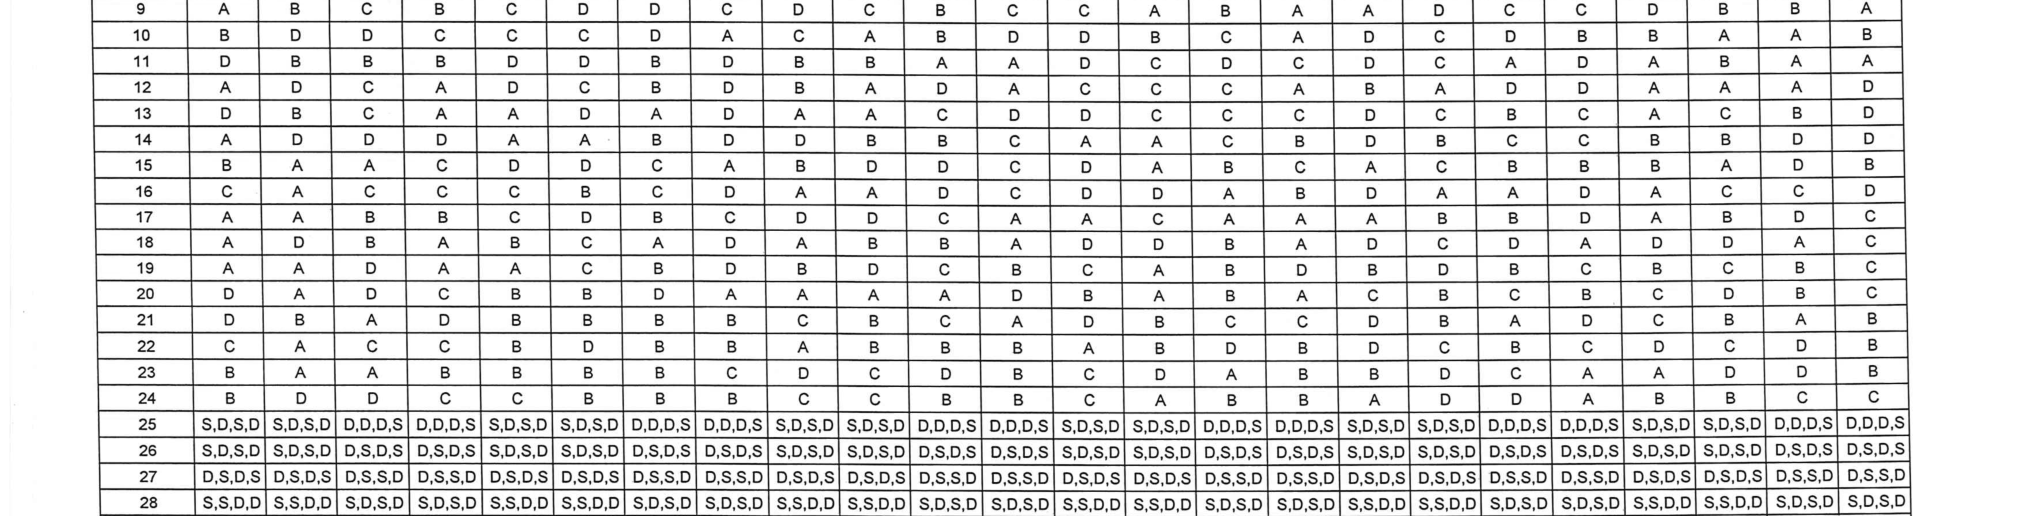 9 A B C B C D D C D C B C C A B A A D C C D B B A
10 B D D C C C D A C A B D D B C A D C D B B A A B
11 D B B B D D B D B B A A D C D C D C A D A B A A
12 A D C A D C B D B A D A C C C A B A D D A A A D
13 D B C A A D A D A A C D D C C C D C B C A C B D
14 A D D D A A B D D B B C A A C B D B C C B B D D
15 B A A C D D C A B D D C D A B C A C B B B A D B
16 C A C C C B C D A A D C D D A B D A A D A C C D
17 A A B B C D B C D D C A A C A A A B B D A B D C
18 A D B A B C A D A B B A D D B A D C D A D D A C
19 A A D A A C B D B D C B C A B D B D B C B C B C
20 D A D C B B D A A A A D B A B A C B C B C D B C
21 D B A D B B B B C B C A D B C C D B A D C B A B
22 C A C C B D B B A B B B A B D B D C B C D C D B
23 B A A B B B B C D C D B C D A B B D C A A D D B
24 B D D C C B B B C C B B C A B B A D D A B B C C
25 S,D,S,D S,D,S,D D,D,D,S D,D,D,S S,D,S,D S,D,S,D D,D,D,S D,D,D,S S,D,S,D S,D,S,D D,D,D,S D,D,D,S S,D,S,D S,D,S,D D,D,D,S D,D,D,S S,D,S,D S,D,S,D D,D,D,S D,D,D,S S,D,S,D S,D,S,D D,D,D,S D,D,D,S
26 S,D,S,D S,D,S,D D,S,D,S D,S,D,S S,D,S,D S,D,S,D D,S,D,S D,S,D,S S,D,S,D S,D,S,D D,S,D,S D,S,D,S S,D,S,D S,D,S,D D,S,D,S D,S,D,S S,D,S,D S,D,S,D D,S,D,S D,S,D,S S,D,S,D S,D,S,D D,S,D,S D,S,D,S
27 D,S,D,S D,S,S,D D,S,D,S D,S,S,D D,S,D,S D,S,S,D D,S,S,D D,S,D,S D,S,D,S D,S,S,D D,S,D,S D,S,S,D D,S,D,S D,S,S,D D,S,D,S D,S,S,D D,S,D,S D,S,S,D D,S,D,S D,S,S,D D,S,D,S D,S,S,D D,S,D,S D,S,S,D
28 S,S,D,D S,S,D,D S,D,S,D S,D,S,D S,S,D,D S,S,D,D S,D,S,D S,D,S,D S,S,D,D S,S,D,D S,D,S,D S,D,S,D S,S,D,D S,S,D,D S,D,S,D S,D,S,D S,S,D,D S,S,D,D S,D,S,D S,D,S,D S,S,D,D S,S,D,D S,D,S,D S,D,S,D